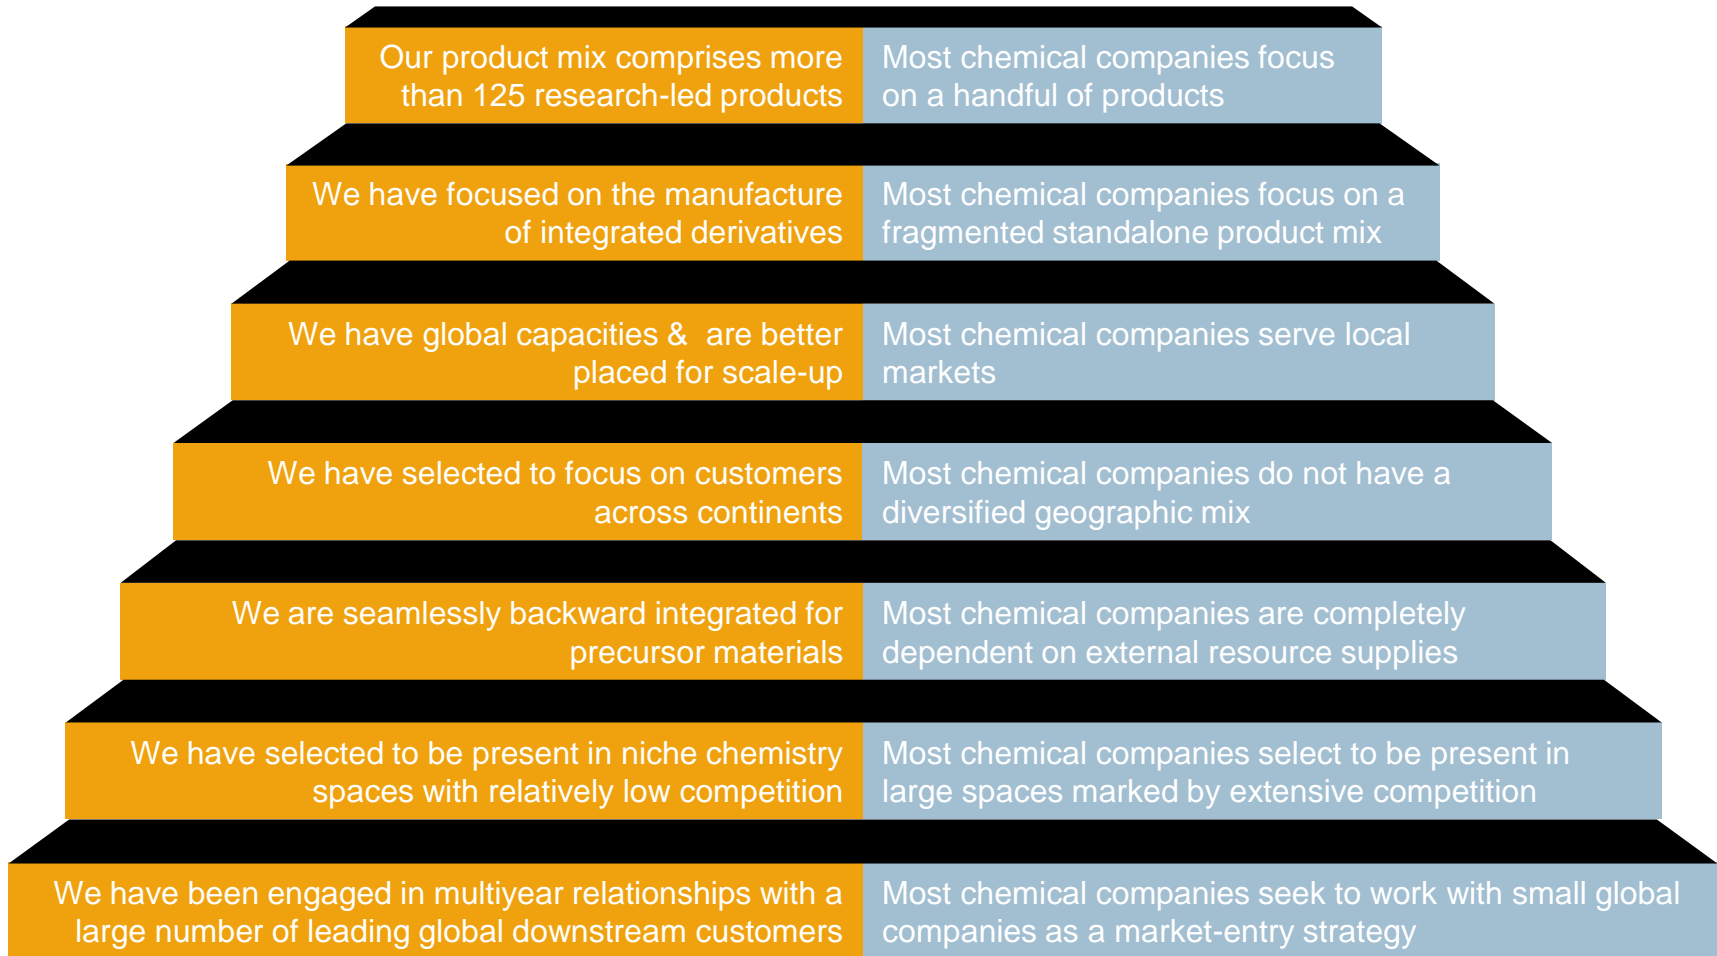 Our product mix comprises more
than 125 research-led products
Most chemical companies focus
on a handful of products
We have focused on the manufacture
of integrated derivatives
Most chemical companies focus on a
fragmented standalone product mix
We have global capacities &  are better
placed for scale-up
Most chemical companies serve local
markets
We have selected to focus on customers
across continents
Most chemical companies do not have a
diversified geographic mix
We are seamlessly backward integrated for
precursor materials
Most chemical companies are completely
dependent on external resource supplies
We have selected to be present in niche chemistry
spaces with relatively low competition
Most chemical companies select to be present in
large spaces marked by extensive competition
We have been engaged in multiyear relationships with a
large number of leading global downstream customers
Most chemical companies seek to work with small global
companies as a market-entry strategy